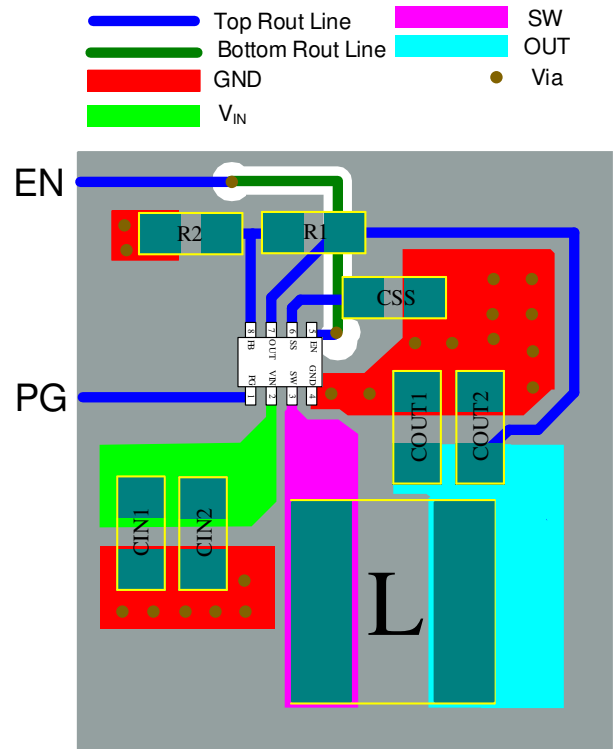 Top Rout Line
SW
Bottom Rout Line
OUT
GND
Via
VIN
EN
R2
R1
CSS
8 7 6 5
FB OUT SS EN
PG VIN SW GND
1 2 3 4
PG
COUT1
COUT2
CIN1
CIN2
L